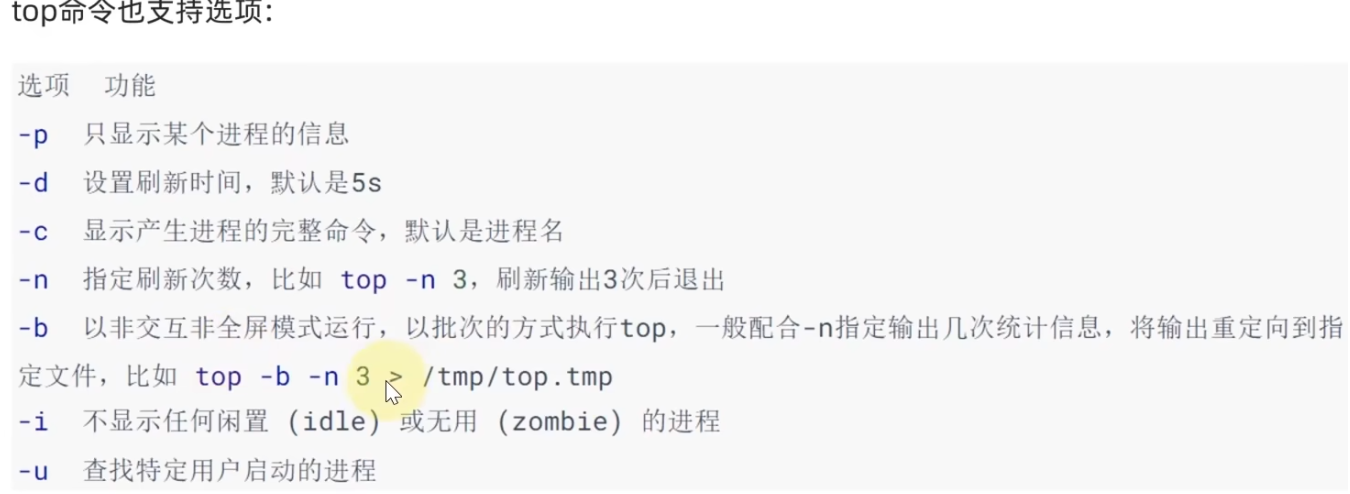 top命令也支持选项:
选项 功能
-p 只显示某个进程的信息
-d 设置刷新时间，默认是5s
-c 显示产生进程的完整命令，默认是进程名
-n 指定刷新次数，比如 top -n 3，刷新输出3次后退出
-b 以非交互非全屏模式运行，以批次的方式执行top，一般配合-n指定输出几次统计信息，将输出重定向到指
定文件，比如 top -b -n 3 > /tmp/top.tmp
-i 不显示任何闲置 (idle) 或无用 (zombie) 的进程
-u 查找特定用户启动的进程